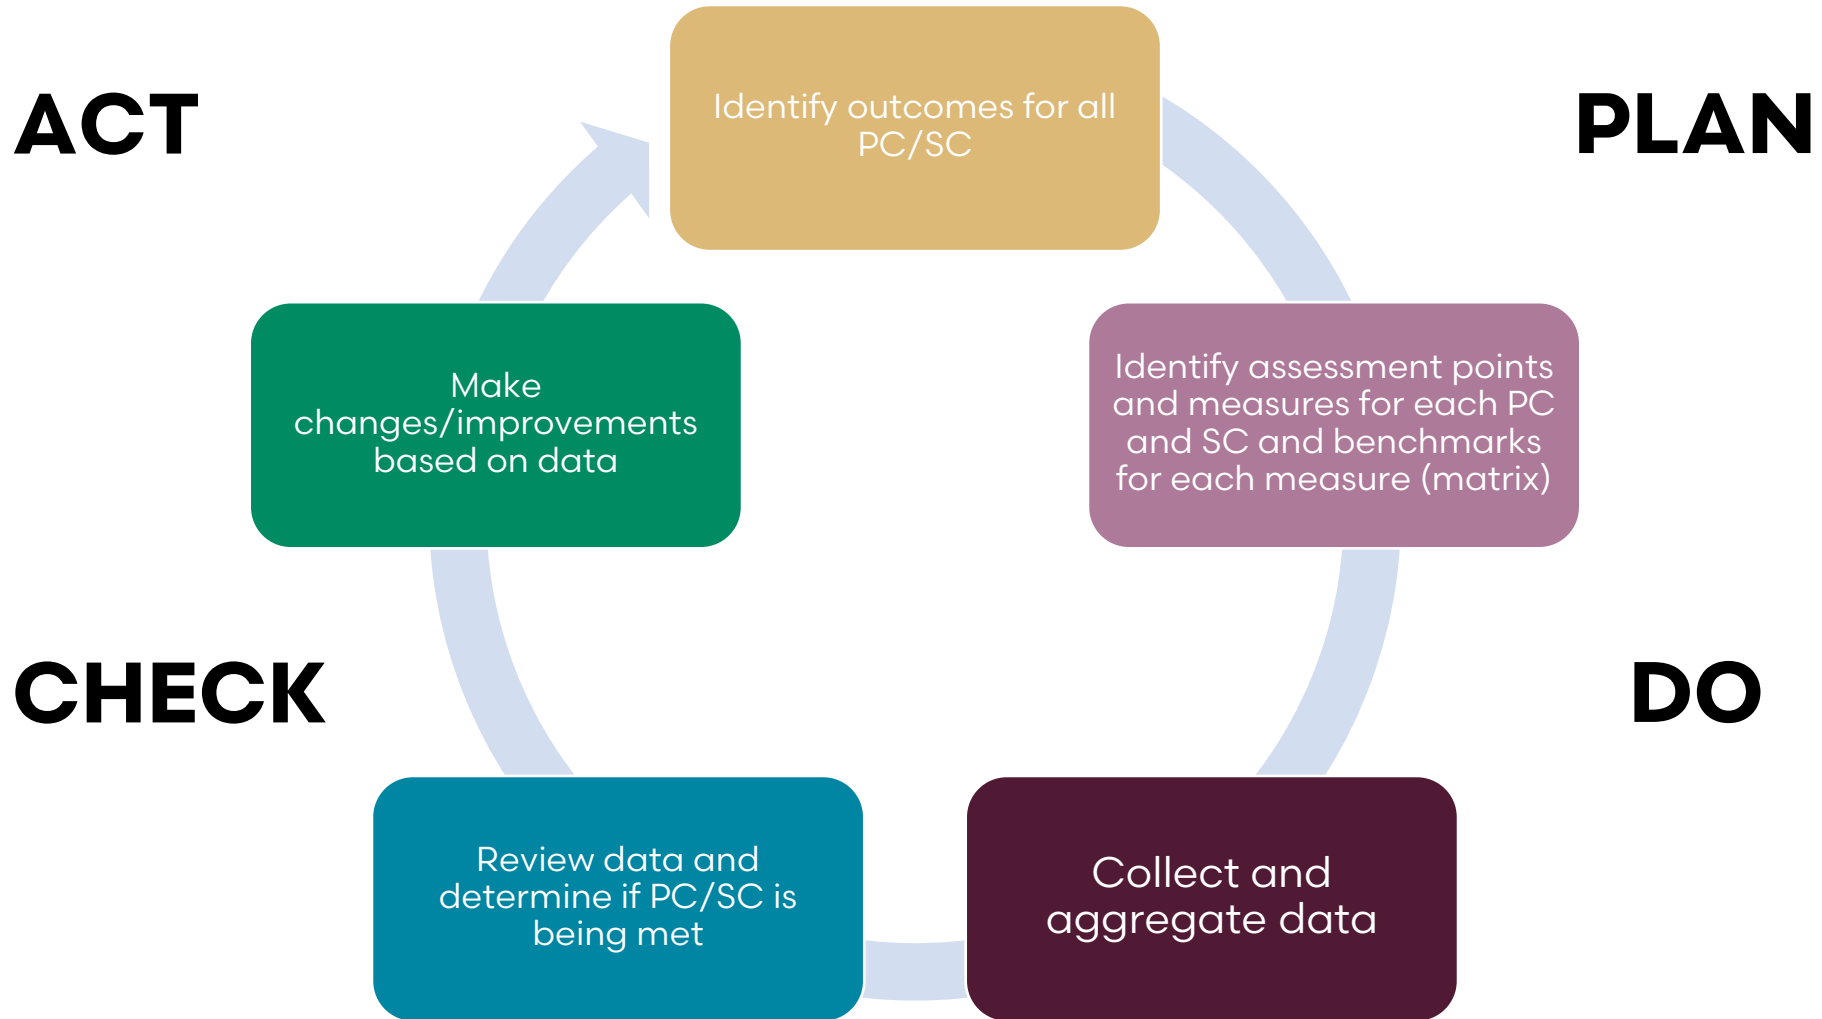 ACT
PLAN
Identify outcomes for all
PC/SC
Make
changes/improvements
based on data
Identify assessment points
and measures for each PC
and SC and benchmarks
for each measure (matrix)
CHECK
DO
Review data and
determine if PC/SC is
being met
Collect and
aggregate data